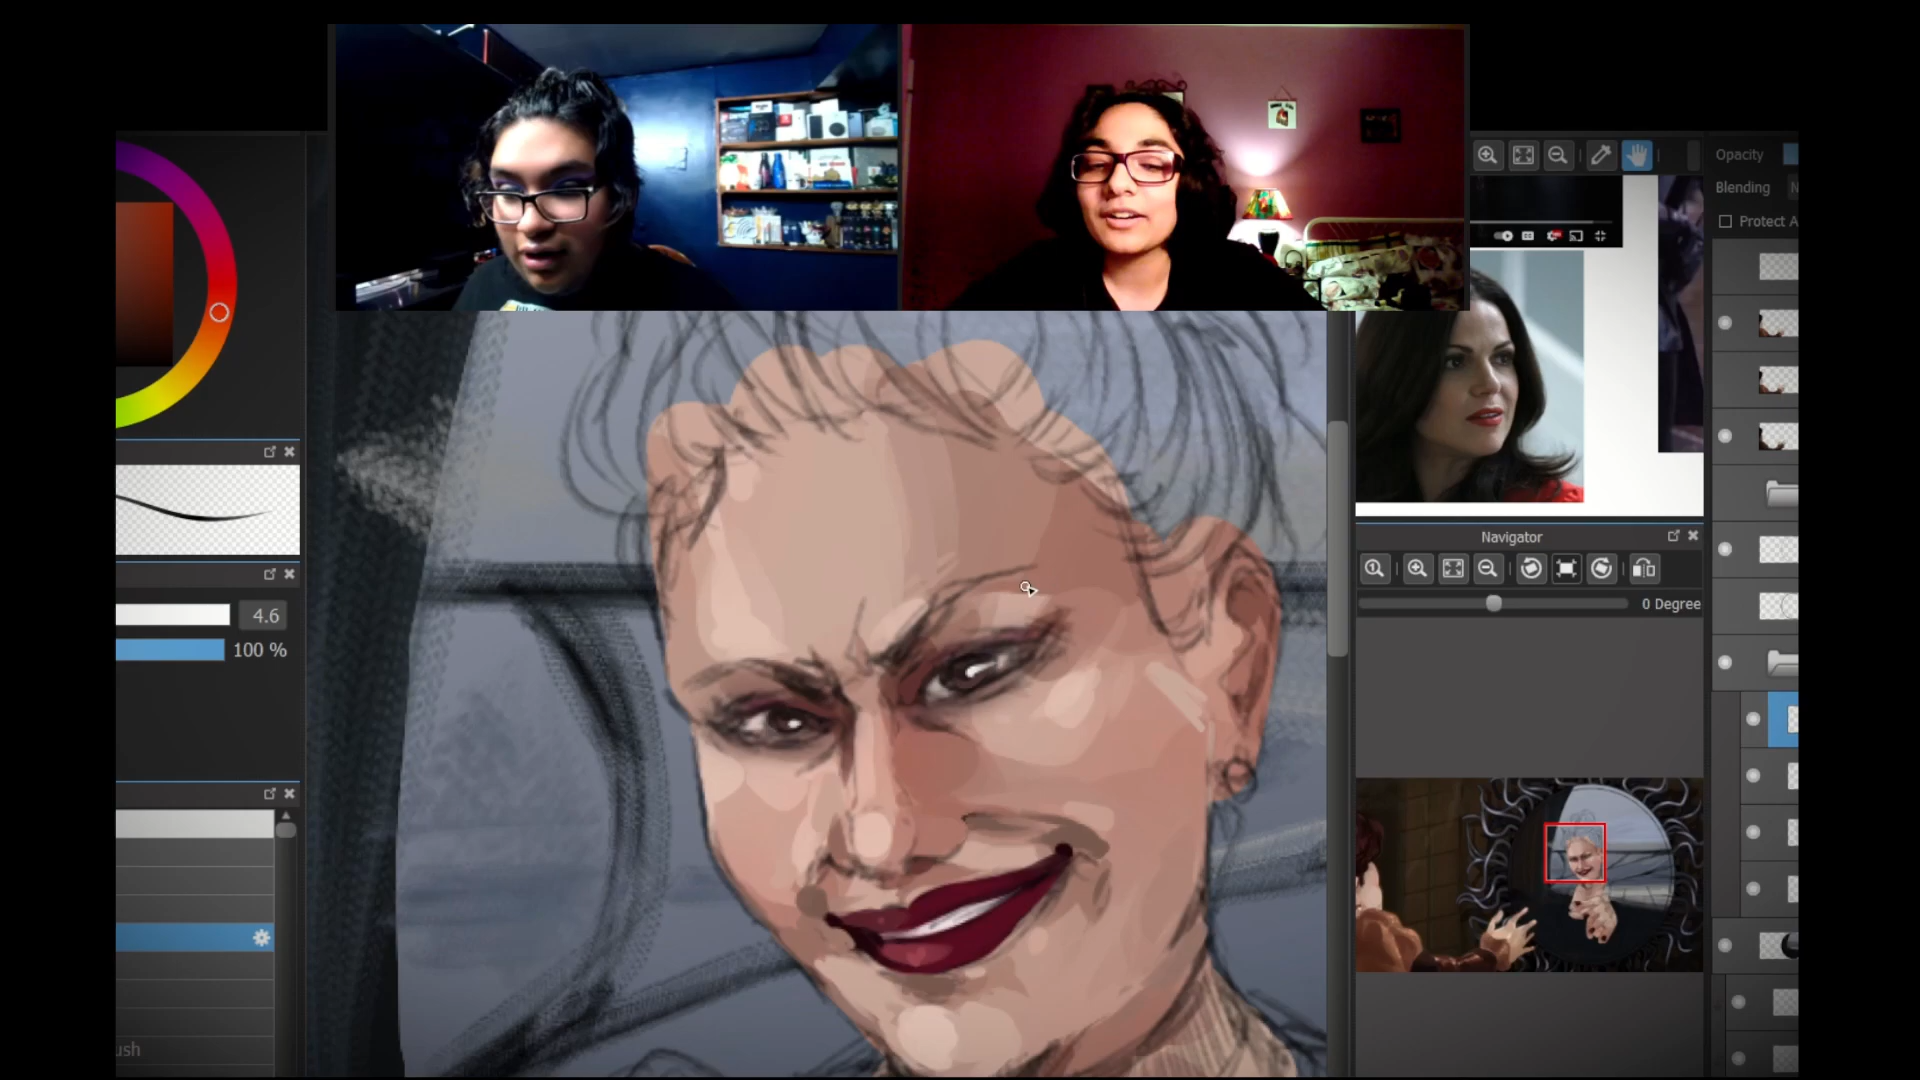 Opacity
Blending
Protect A
Navigator
0 Degree
4.6
100 %
ush